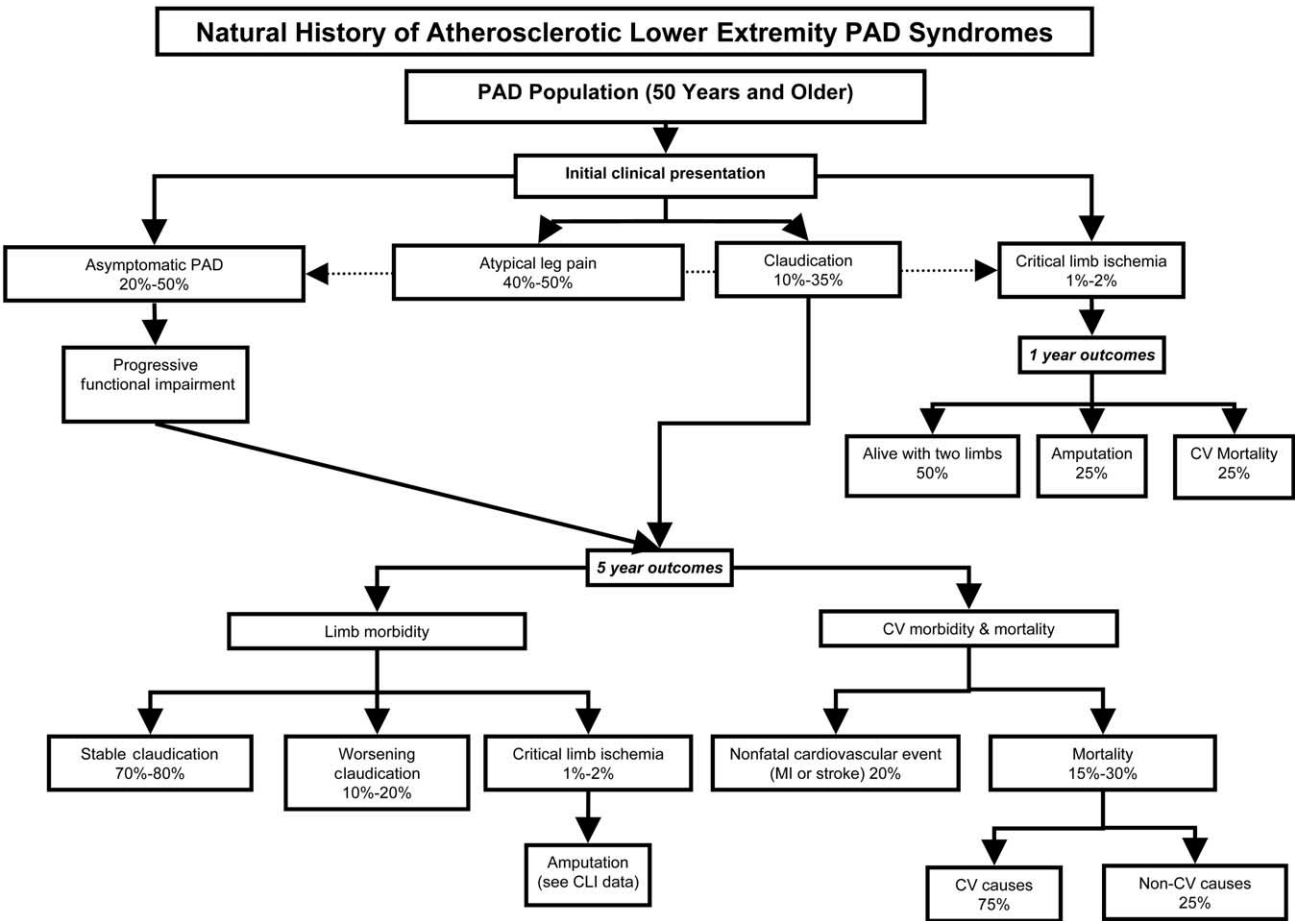 Natural History of Atherosclerotic Lower Extremity PAD Syndromes
PAD Population (50 Years and Older)
Initial clinical presentation
Asymptomatic PAD
20%-50%
Atypical leg pain
40%-50%
Claudication
10%-35%
Critical limb ischemia
1%-2%
Progressive
functional impairment
1 year outcomes
Alive with two limbs
50%
Amputation
25%
CV Mortality
25%
5 year outcomes
Limb morbidity
CV morbidity & mortality
Stable claudication
70%-80%
Worsening
claudication
10%-20%
Critical limb ischemia
1%-2%
Nonfatal cardiovascular event
(MI or stroke) 20%
Mortality
15%-30%
Amputation
(see CLI data)
CV causes
75%
Non-CV causes
25%